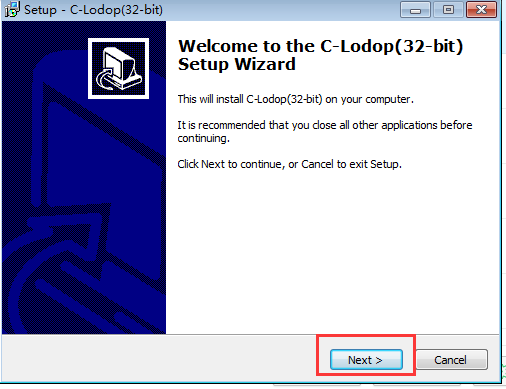 Setup - C-Lodop(32-bit)
Welcome to the C-Lodop(32-bit)
Setup Wizard
This will install C-Lodop(32-bit) on your computer.
It is recommended that you close all other applications before
continuing.
Click Next to continue, or Cancel to exit Setup.
Next >
Cancel